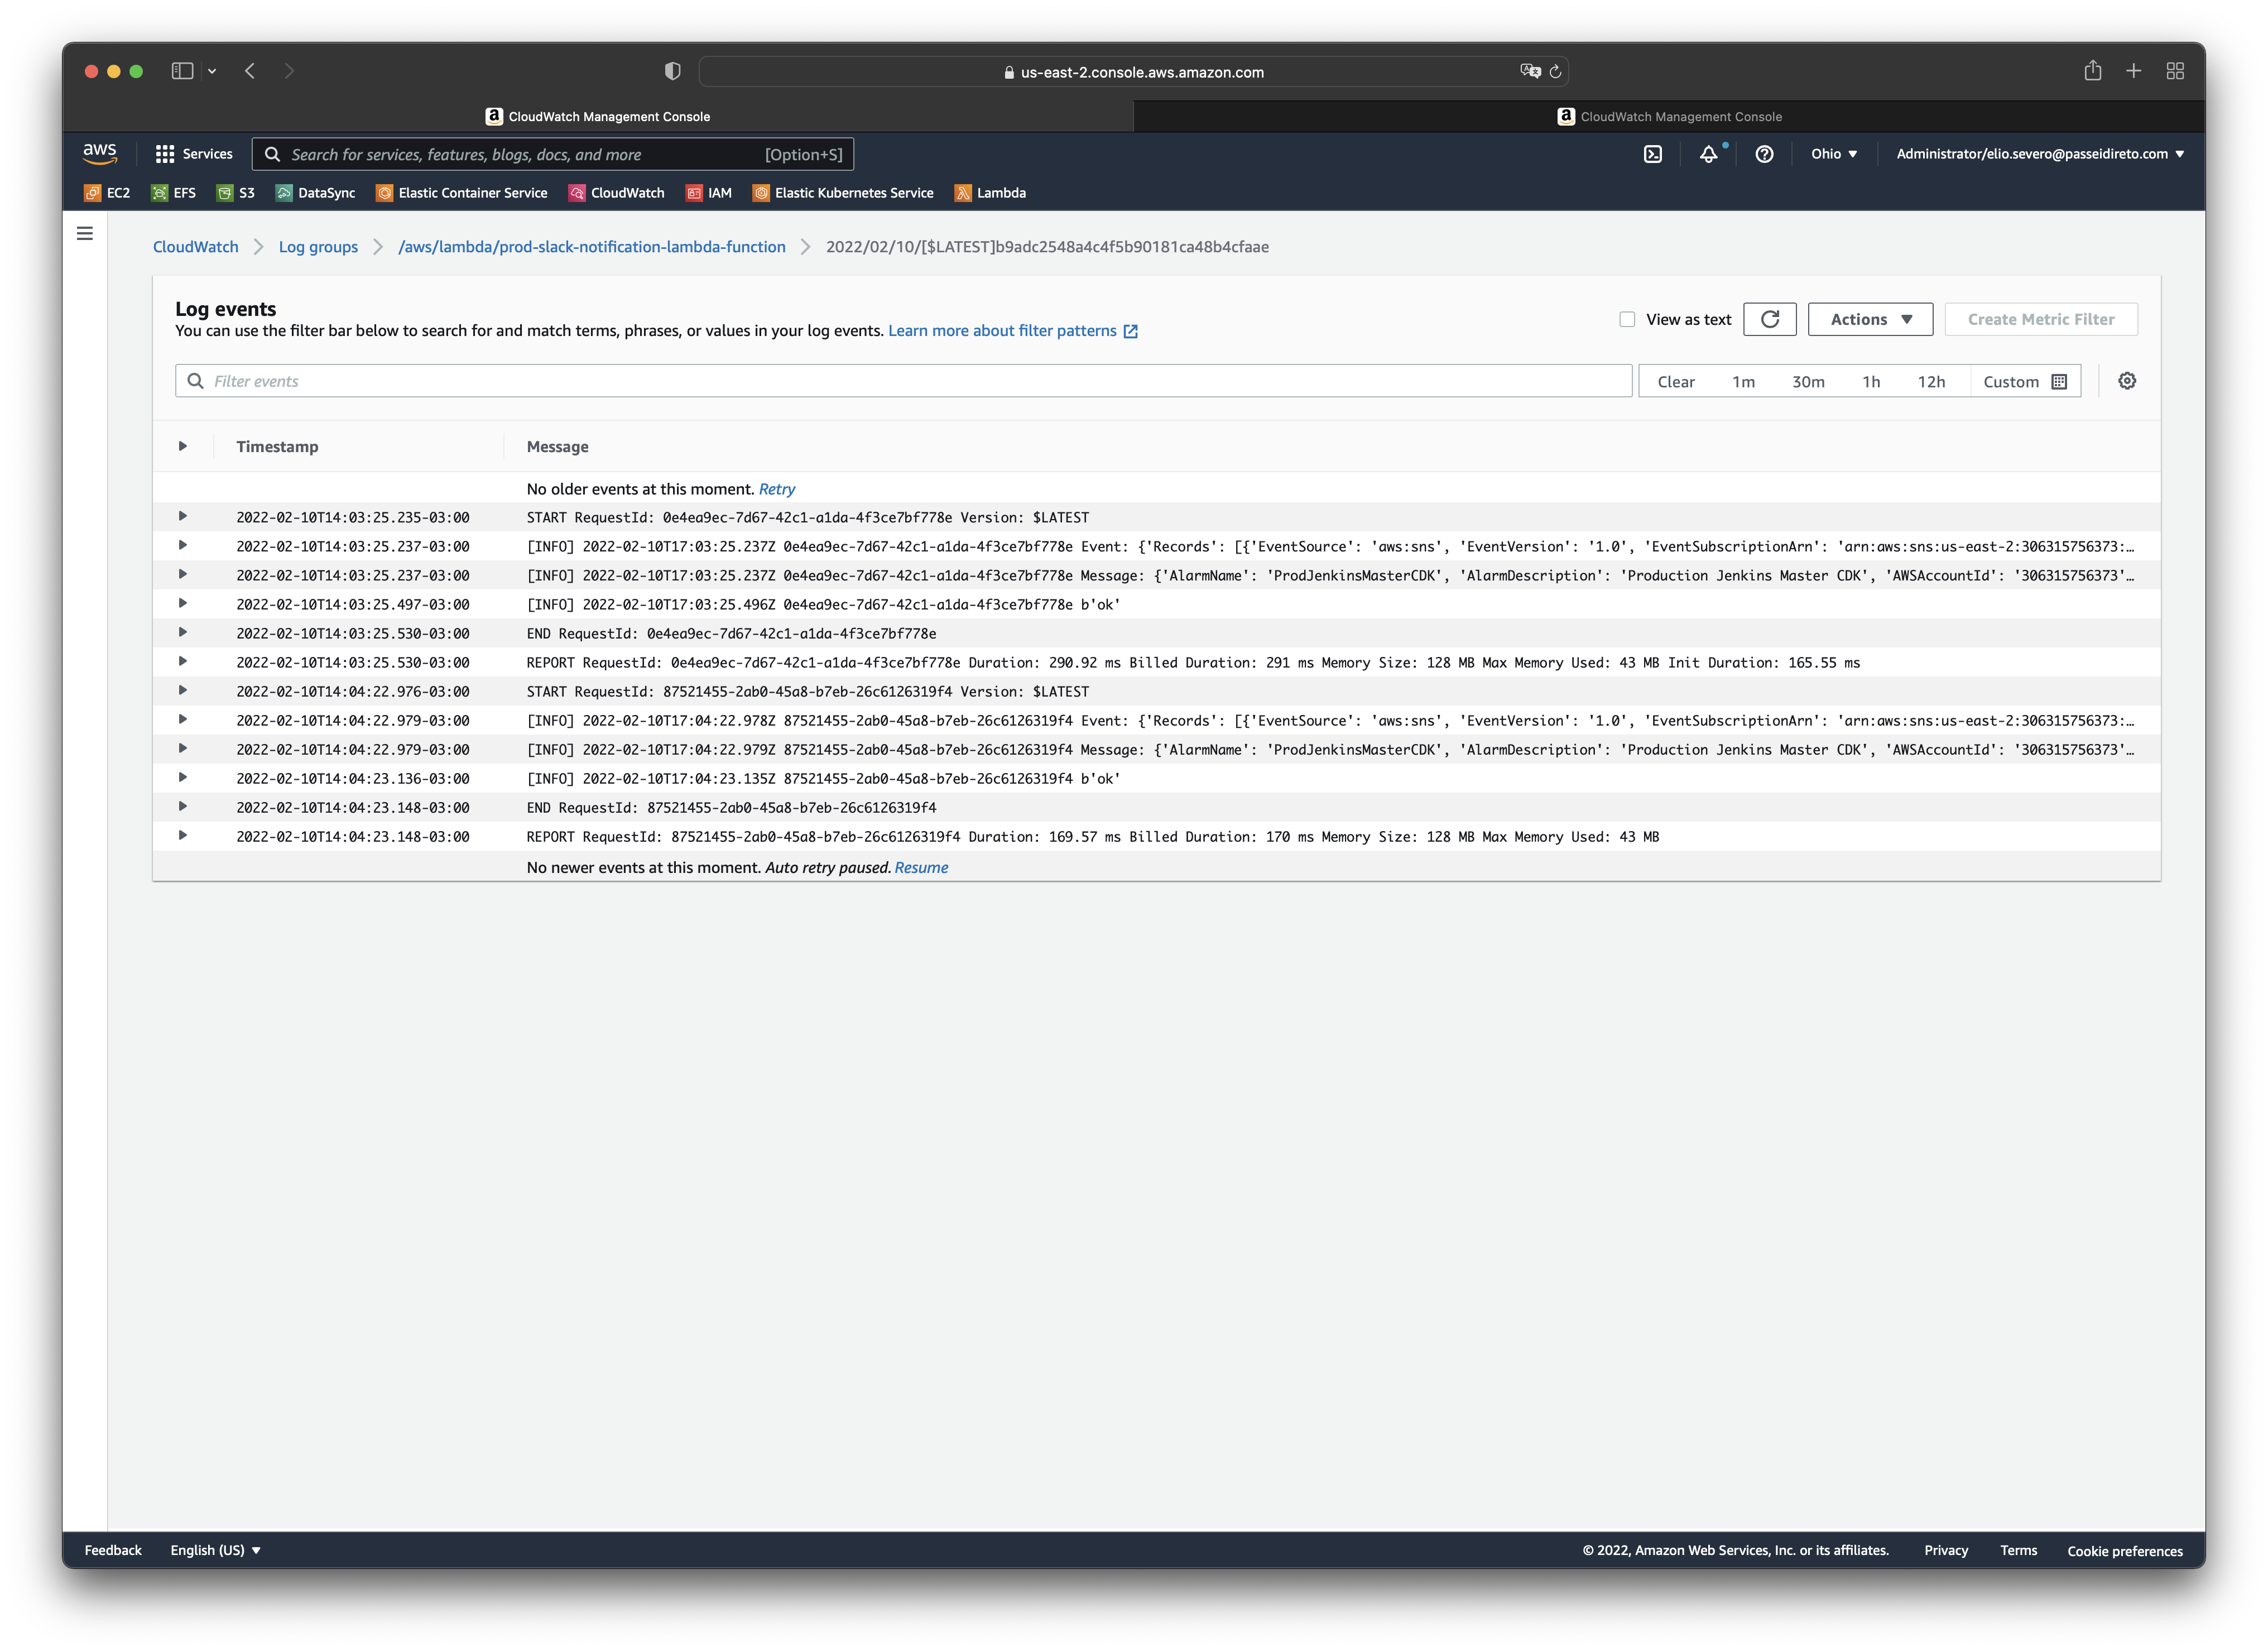 us-east-2.console.aws.amazon.com
CloudWatch Management Console
CloudWatch Management Console
aws
Services
Search for services, features, blogs, docs, and more
[Option+S]
Ohio
Administrator/elio.severo@passeidireto.com
EC2
EFS
S3
DataSync
Elastic Container Service
CloudWatch
IAM
Elastic Kubernetes Service
Lambda
CloudWatch
Log groups
/aws/lambda/prod-slack-notification-lambda-function
2022/02/10/[$LATEST]b9adc2548a4c4f5b90181ca48b4cfaae
Log events
You can use the filter bar below to search for and match terms, phrases, or values in your log events. Learn more about filter patterns
View as text
Actions
Create Metric Filter
Filter events
Clear
1m
30m
1h
12h
Custom
Timestamp
Message
No older events at this moment. Retry
2022-02-10T14:03:25.235-03:00 START RequestId: 0e4ea9ec-7d67-42c1-a1da-4f3ce7bf778e Version: $LATEST
2022-02-10T14:03:25.237-03:00 [INFO] 2022-02-10T17:03:25.237Z 0e4ea9ec-7d67-42c1-a1da-4f3ce7bf778e Event: {'Records': [{'EventSource': 'aws:sns', 'EventVersion': '1.0', 'EventSubscriptionArn': 'arn:aws:sns:us-east-2:306315756373:…
2022-02-10T14:03:25.237-03:00 [INFO] 2022-02-10T17:03:25.237Z 0e4ea9ec-7d67-42c1-a1da-4f3ce7bf778e Message: {'AlarmName': 'ProdJenkinsMasterCDK', 'AlarmDescription': 'Production Jenkins Master CDK', 'AWSAccountId': '306315756373'…
2022-02-10T14:03:25.497-03:00 [INFO] 2022-02-10T17:03:25.496Z 0e4ea9ec-7d67-42c1-a1da-4f3ce7bf778e b'ok'
2022-02-10T14:03:25.530-03:00 END RequestId: 0e4ea9ec-7d67-42c1-a1da-4f3ce7bf778e
2022-02-10T14:03:25.530-03:00 REPORT RequestId: 0e4ea9ec-7d67-42c1-a1da-4f3ce7bf778e Duration: 290.92 ms Billed Duration: 291 ms Memory Size: 128 MB Max Memory Used: 43 MB Init Duration: 165.55 ms
2022-02-10T14:04:22.976-03:00 START RequestId: 87521455-2ab0-45a8-b7eb-26c6126319f4 Version: $LATEST
2022-02-10T14:04:22.979-03:00 [INFO] 2022-02-10T17:04:22.978Z 87521455-2ab0-45a8-b7eb-26c6126319f4 Event: {'Records': [{'EventSource': 'aws:sns', 'EventVersion': '1.0', 'EventSubscriptionArn': 'arn:aws:sns:us-east-2:306315756373:…
2022-02-10T14:04:22.979-03:00 [INFO] 2022-02-10T17:04:22.979Z 87521455-2ab0-45a8-b7eb-26c6126319f4 Message: {'AlarmName': 'ProdJenkinsMasterCDK', 'AlarmDescription': 'Production Jenkins Master CDK', 'AWSAccountId': '306315756373'…
2022-02-10T14:04:23.136-03:00 [INFO] 2022-02-10T17:04:23.135Z 87521455-2ab0-45a8-b7eb-26c6126319f4 b'ok'
2022-02-10T14:04:23.148-03:00 END RequestId: 87521455-2ab0-45a8-b7eb-26c6126319f4
2022-02-10T14:04:23.148-03:00 REPORT RequestId: 87521455-2ab0-45a8-b7eb-26c6126319f4 Duration: 169.57 ms Billed Duration: 170 ms Memory Size: 128 MB Max Memory Used: 43 MB
No newer events at this moment. Auto retry paused. Resume
Feedback
English (US)
© 2022, Amazon Web Services, Inc. or its affiliates.
Privacy
Terms
Cookie preferences